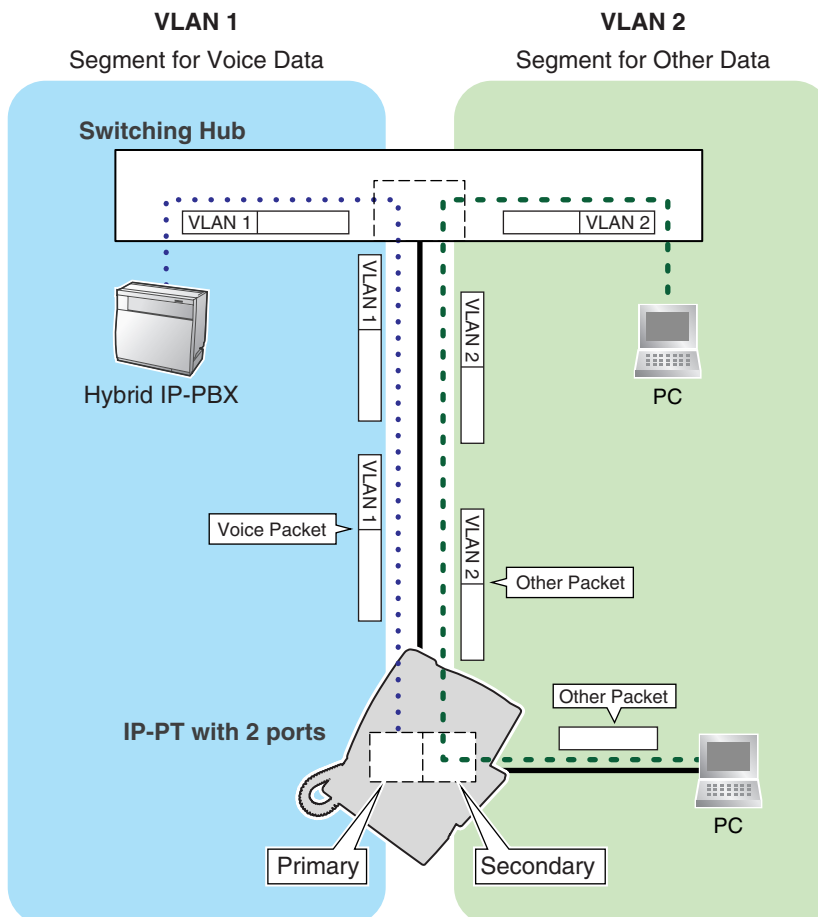 VLAN 1
Segment for Voice Data
VLAN 2
Segment for Other Data
Switching Hub
VLAN 1
VLAN 2
VLAN 1
VLAN 2
Hybrid IP-PBX
PC
VLAN 1
Voice Packet
VLAN 2
Other Packet
Other Packet
IP-PT with 2 ports
PC
Primary
Secondary